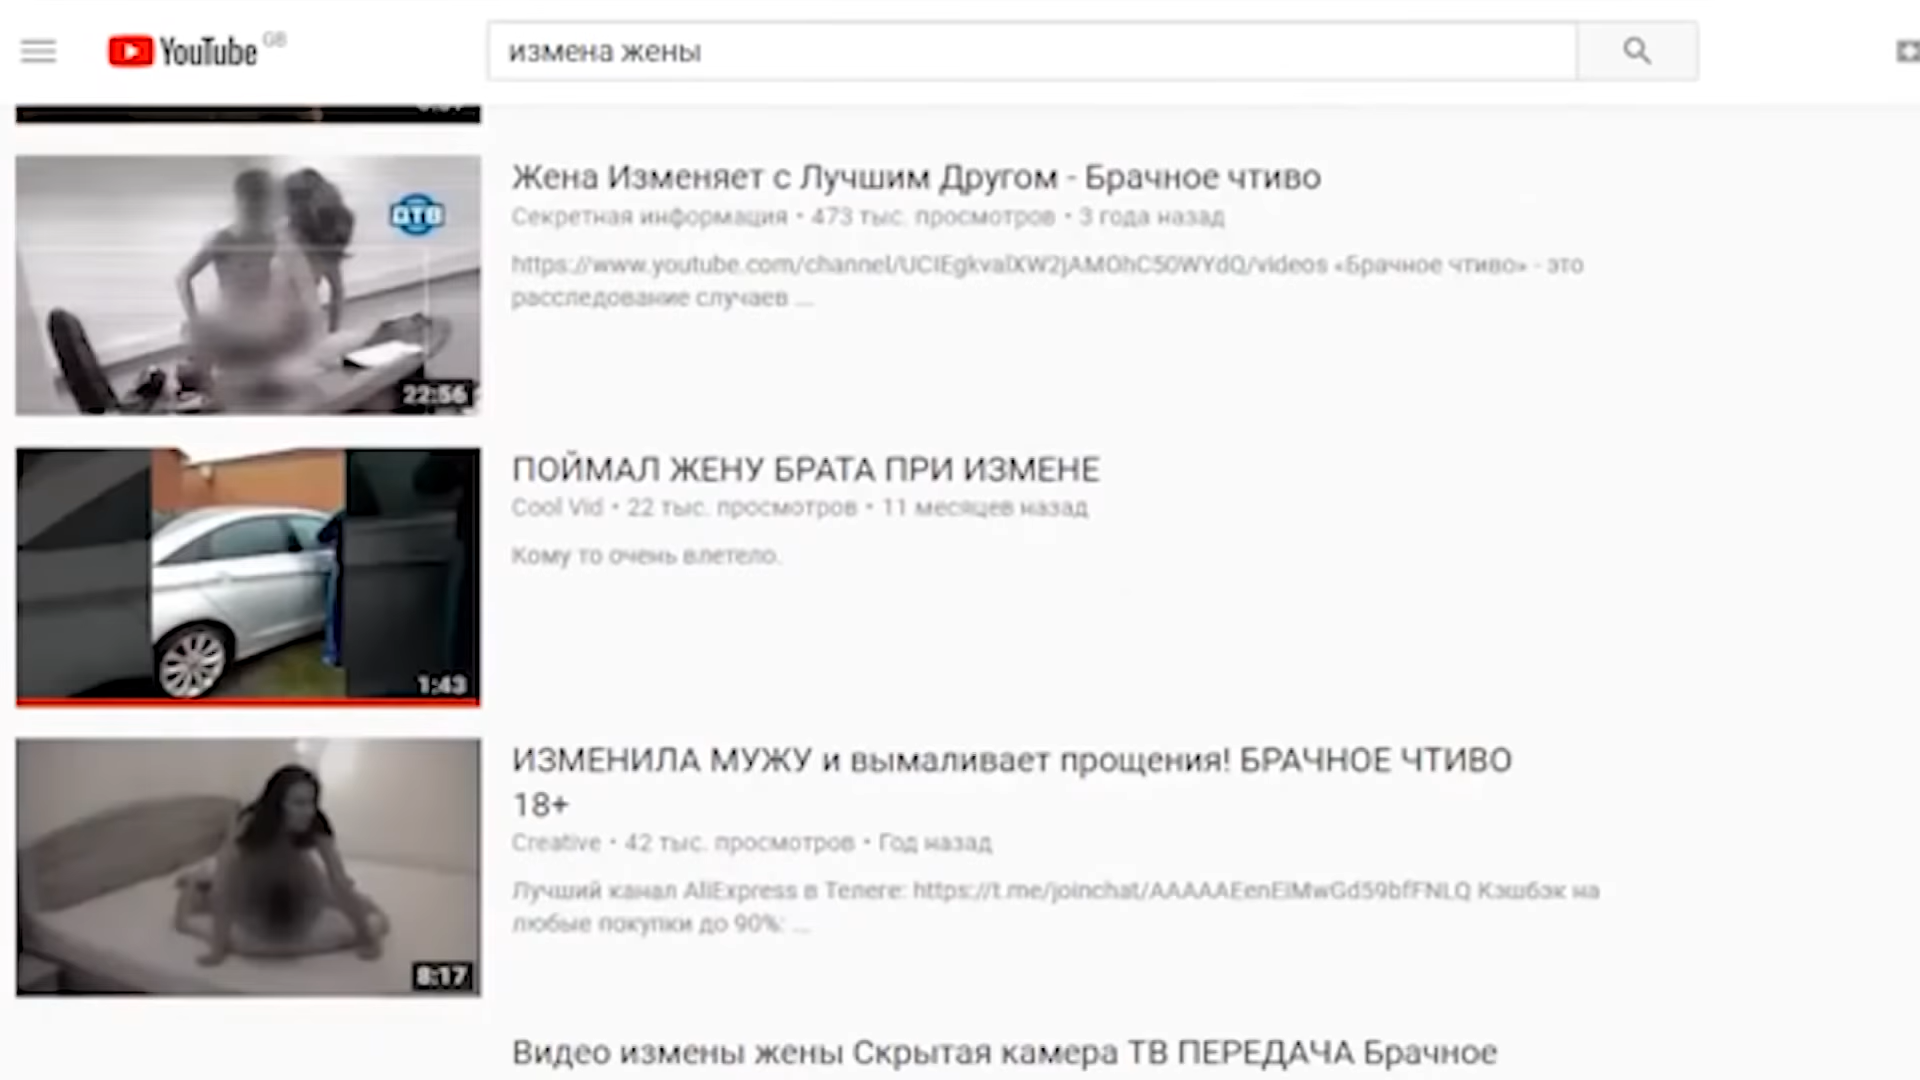 YouTube GB
измена жены
Жена Изменяет с Лучшим Другом - Брачное чтиво
Секретная информация • 473 тыс. просмотров • 3 года назад
ДТВ
https://www.youtube.com/channel/UCIEgkvalXW2jAMOhC50WYdQ/videos «Брачное чтиво» - это
расследование случаев ...
22:56
ПОЙМАЛ ЖЕНУ БРАТА ПРИ ИЗМЕНЕ
Cool Vid • 22 тыс. просмотров • 11 месяцев назад
Кому то очень влетело.
1:43
ИЗМЕНИЛА МУЖУ и вымаливает прощения! БРАЧНОЕ ЧТИВО
18+
Creative • 42 тыс. просмотров • Год назад
Лучший канал AliExpress в Телеге: https://t.me/joinchat/AAAAAEenEIMwGd59bfFNLQ Кэшбэк на
любые покупки до 90%: ...
8:17
Видео измены жены Скрытая камера ТВ ПЕРЕДАЧА Брачное